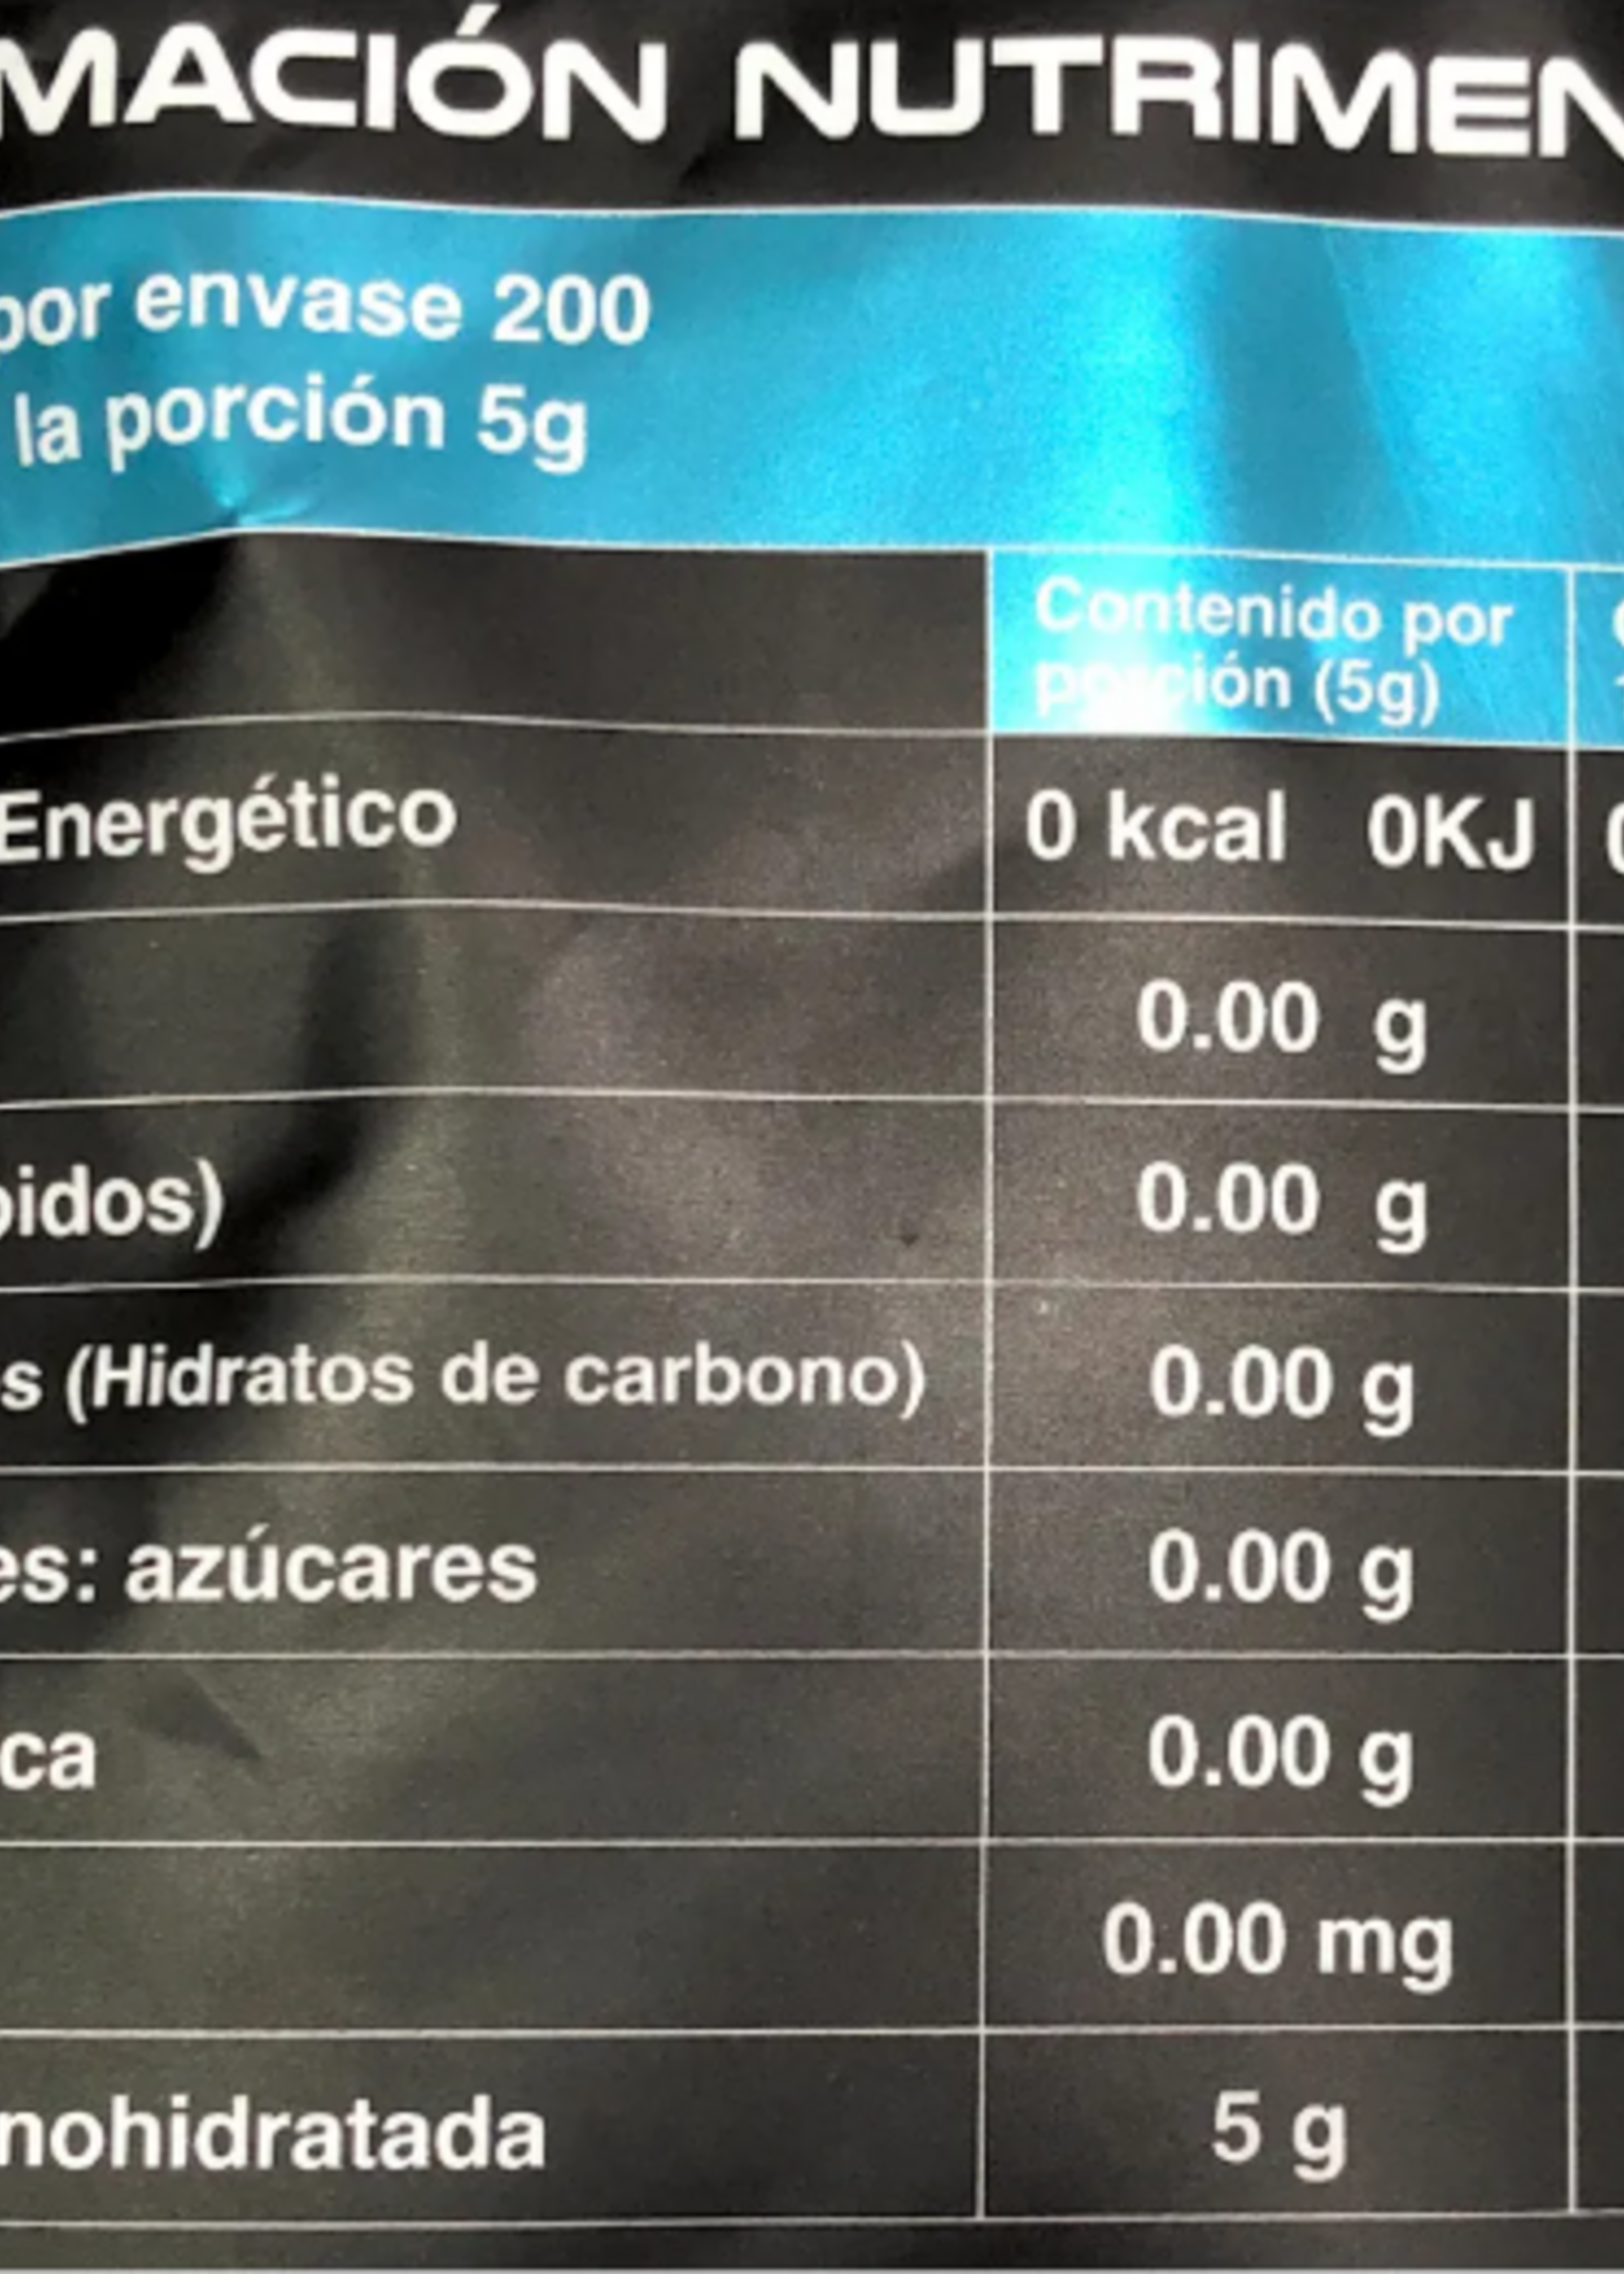 MACIÓN NUTRIMEN
por envase 200
la porción 5g
Contenido por
porción (5g)
Energético 0 kcal 0KJ
0.00 g
pidos) 0.00 g
s (Hidratos de carbono) 0.00 g
es: azúcares 0.00 g
ca 0.00 g
0.00 mg
nohidratada 5 g